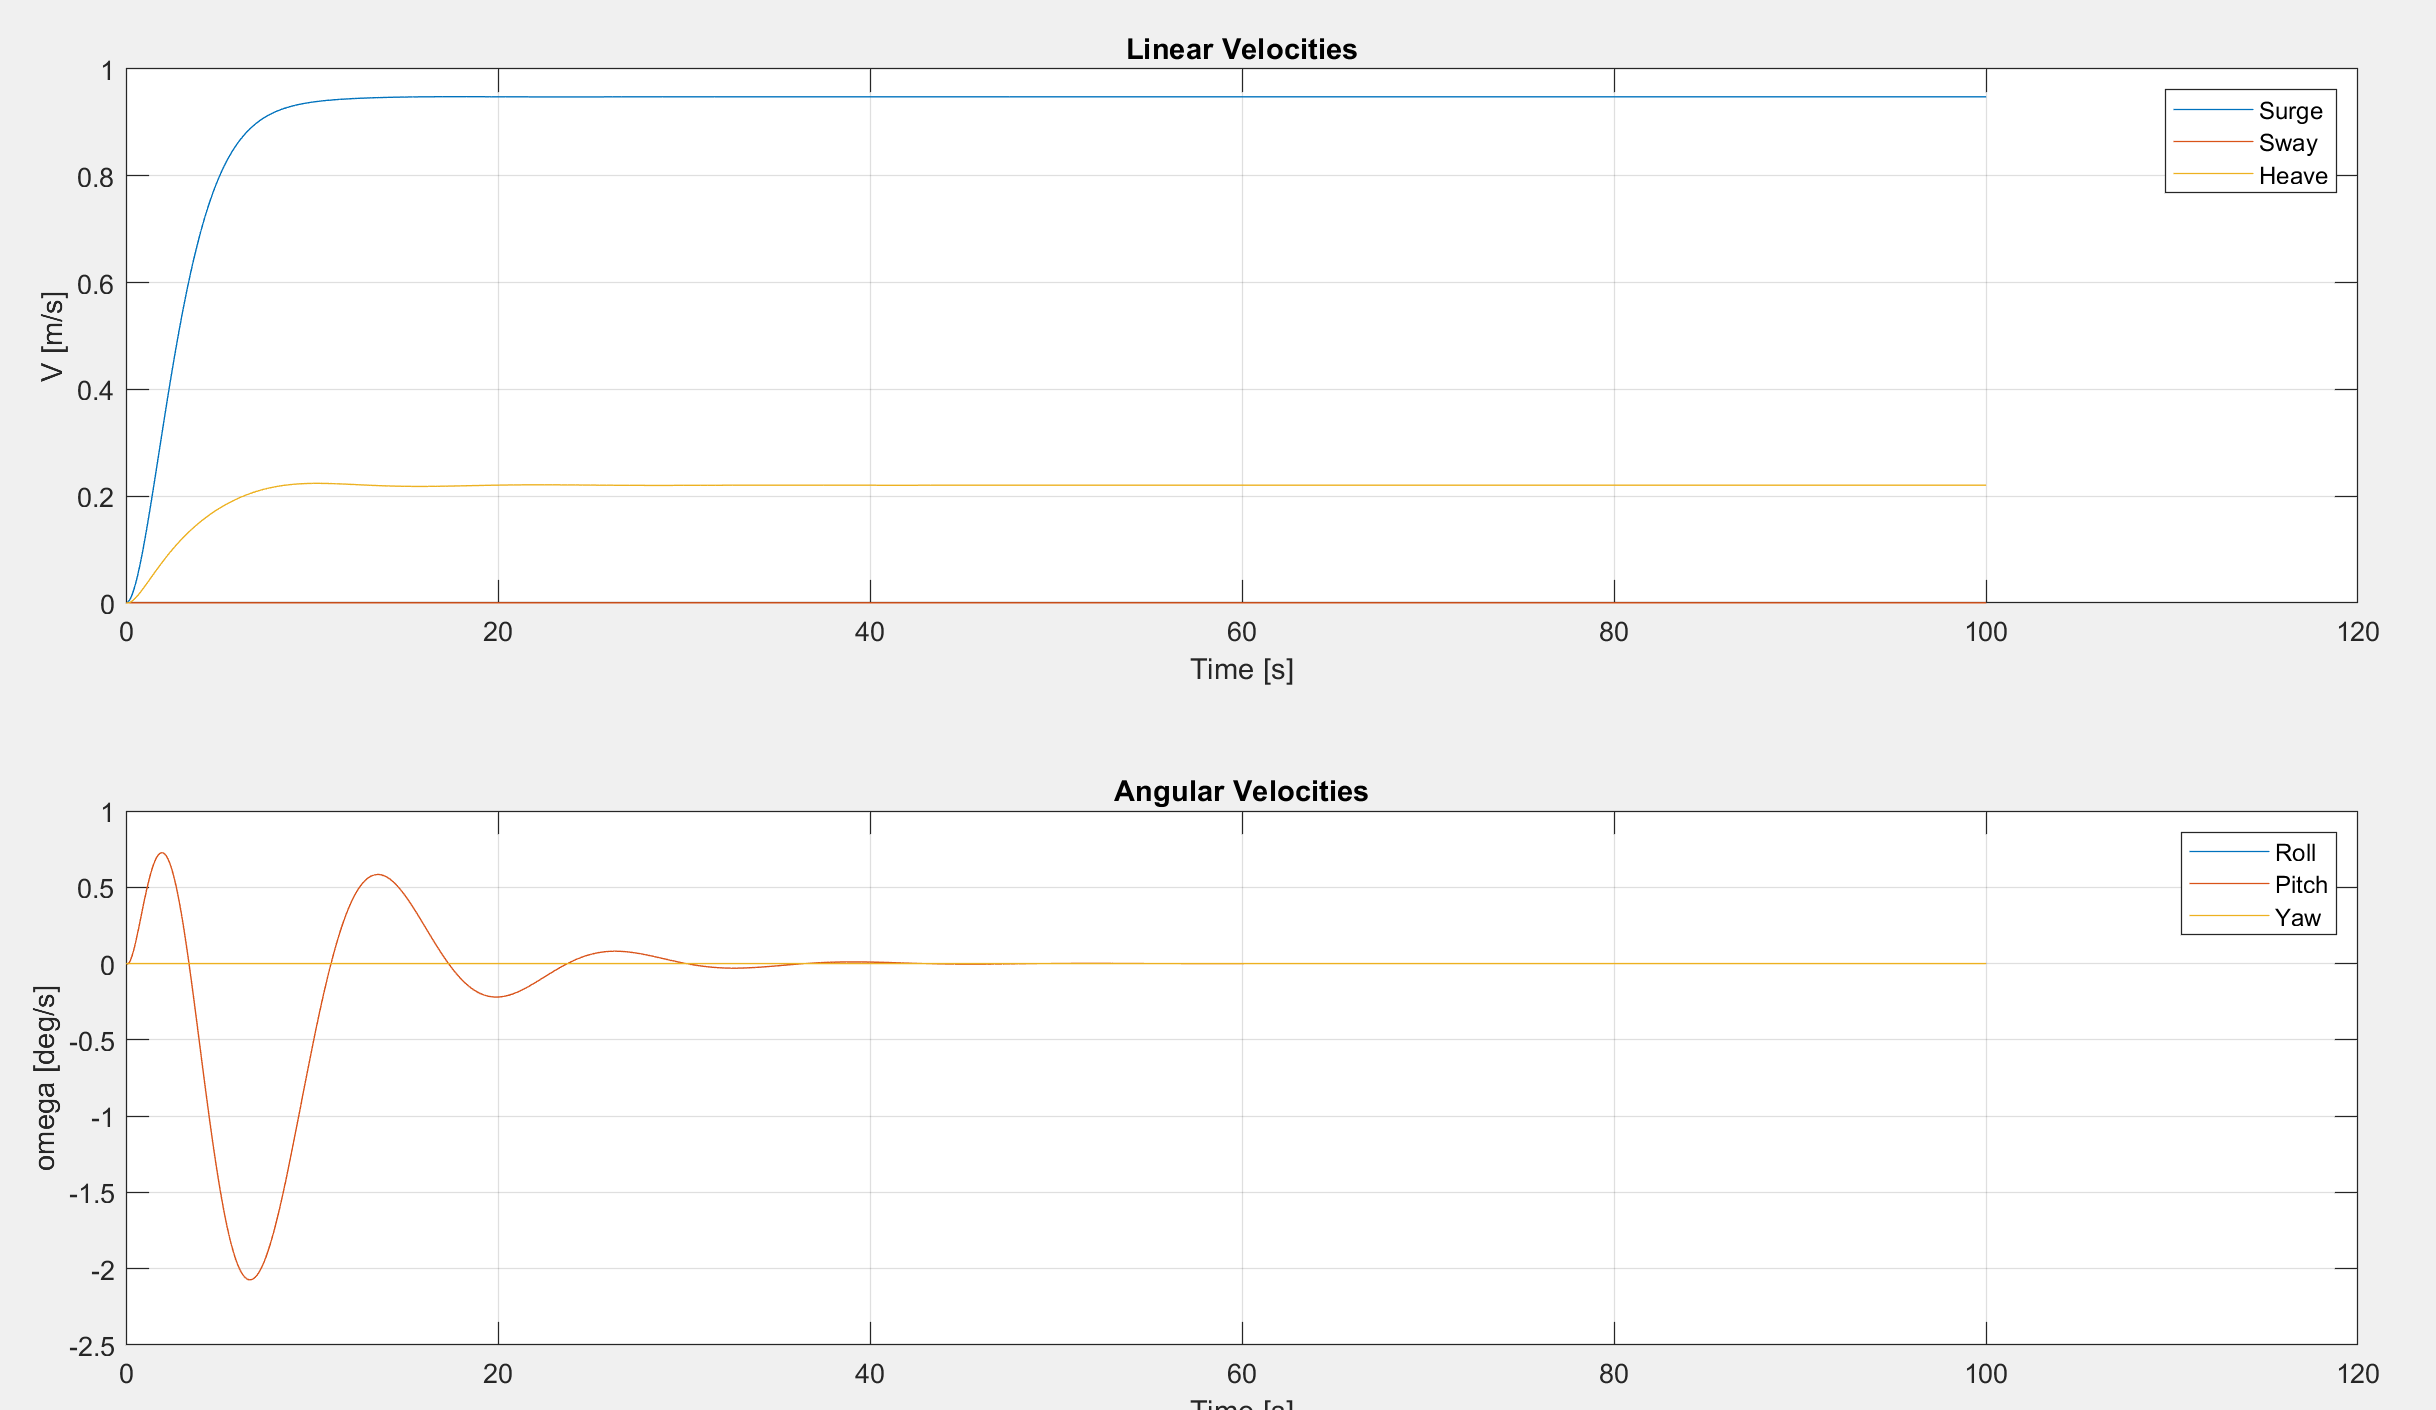 Linear Velocities
1
0.8
0.6
0.4
0.2
0
V [m/s]
Surge
Sway
Heave
0 20 40 60 80 100 120
Time [s]
Angular Velocities
1
0.5
0
-0.5
-1
-1.5
-2
-2.5
omega [deg/s]
Roll
Pitch
Yaw
0 20 40 60 80 100 120
Time [s]